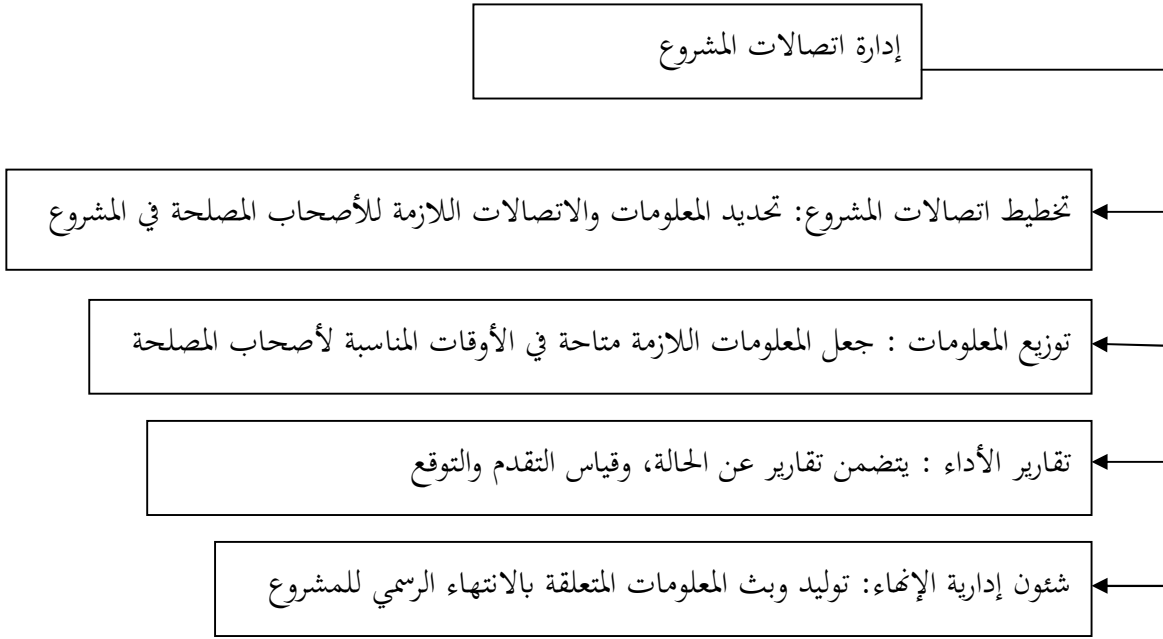 إدارة اتصالات المشروع
تخطيط اتصالات المشروع: تحديد المعلومات والاتصالات اللازمة للأصحاب المصلحة في المشروع
توزيع المعلومات : جعل المعلومات اللازمة متاحة في الأوقات المناسبة لأصحاب المصلحة
تقارير الأداء : يتضمن تقارير عن الحالة، وقياس التقدم والتوقع
شئون إدارية الإنهاء: توليد وبث المعلومات المتعلقة بالانتهاء الرسمي للمشروع